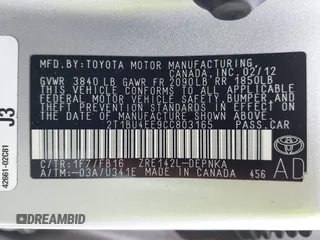 MFD.BY:TOYOTA MOTOR MANUFACTURING,
CANADA,INC. 02/12
GVWR 3840LB GAWR FR 2090LB RR 1850LB
THIS VEHICLE CONFORMS TO ALL APPLICABLE
FEDERAL MOTOR VEHICLE SAFETY, BUMPER, AND
THEFT PREVENTION STANDARDS IN EFFECT ON
THE DATE OF MANUFACTURE SHOWN ABOVE.
2T1BU4EE9CC803165 PASS.CAR
C/TR:1F7/FB16 ZRE142L-DEPNKA
A/TM:-03A/U341E MADE IN CANADA 456
AD
J3
42661-02C81
DREAMBID